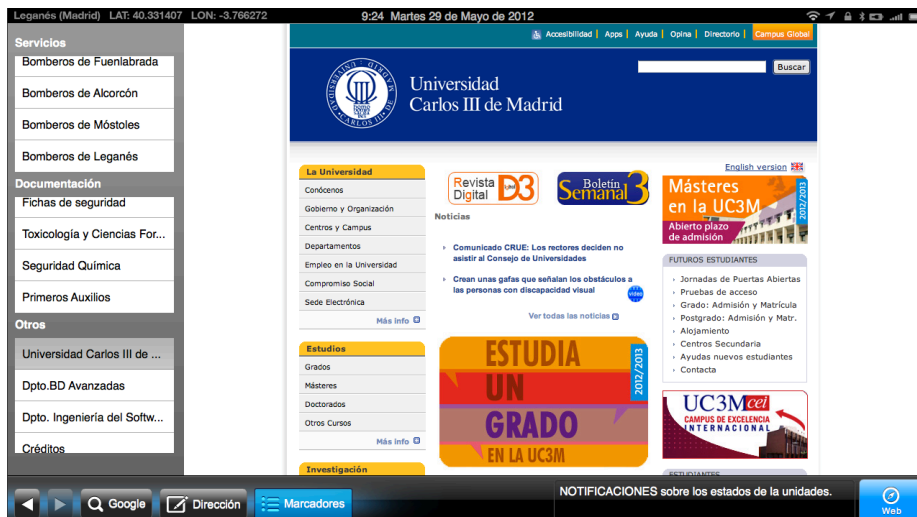 Leganés (Madrid) LAT: 40.331407 LON: -3.766272
9:24 Martes 29 de Mayo de 2012
Servicios
Bomberos de Fuenlabrada
Bomberos de Alcorcón
Bomberos de Móstoles
Bomberos de Leganés
Documentación
Fichas de seguridad
Toxicología y Ciencias For...
Seguridad Química
Primeros Auxilios
Otros
Universidad Carlos III de ...
Dpto.BD Avanzadas
Dpto. Ingeniería del Softw...
Créditos
Accesibilidad | Apps | Ayuda | Opina | Directorio | Campus Global
Buscar
Universidad
Carlos III de Madrid
La Universidad
Conócenos
Gobierno y Organización
Centros y Campus
Departamentos
Empleo en la Universidad
Compromiso Social
Sede Electrónica
Más info
Estudios
Grados
Másteres
Doctorados
Otros Cursos
Más info
Investigación
Revista
Digital
D3
Boletín
Semanal 3
Noticias
Comunicado CRUE: Los rectores deciden no
asistir al Consejo de Universidades
Crean unas gafas que señalan los obstáculos a
las personas con discapacidad visual
video
Ver todas las noticias
ESTUDIA
UN
GRADO
EN LA UC3M
2012/2013
English version
Másteres
en la UC3M
Abierto plazo
de admisión
2012/2013
FUTUROS ESTUDIANTES
Jornadas de Puertas Abiertas
Pruebas de acceso
Grado: Admisión y Matrícula
Postgrado: Admisión y Matr.
Alojamiento
Centros Secundaria
Ayudas nuevos estudiantes
Contacta
UC3Mcei
CAMPUS DE EXCELENCIA
INTERNACIONAL
ESTUDIANTES
Google
Dirección
Marcadores
NOTIFICACIONES sobre los estados de la unidades.
Web